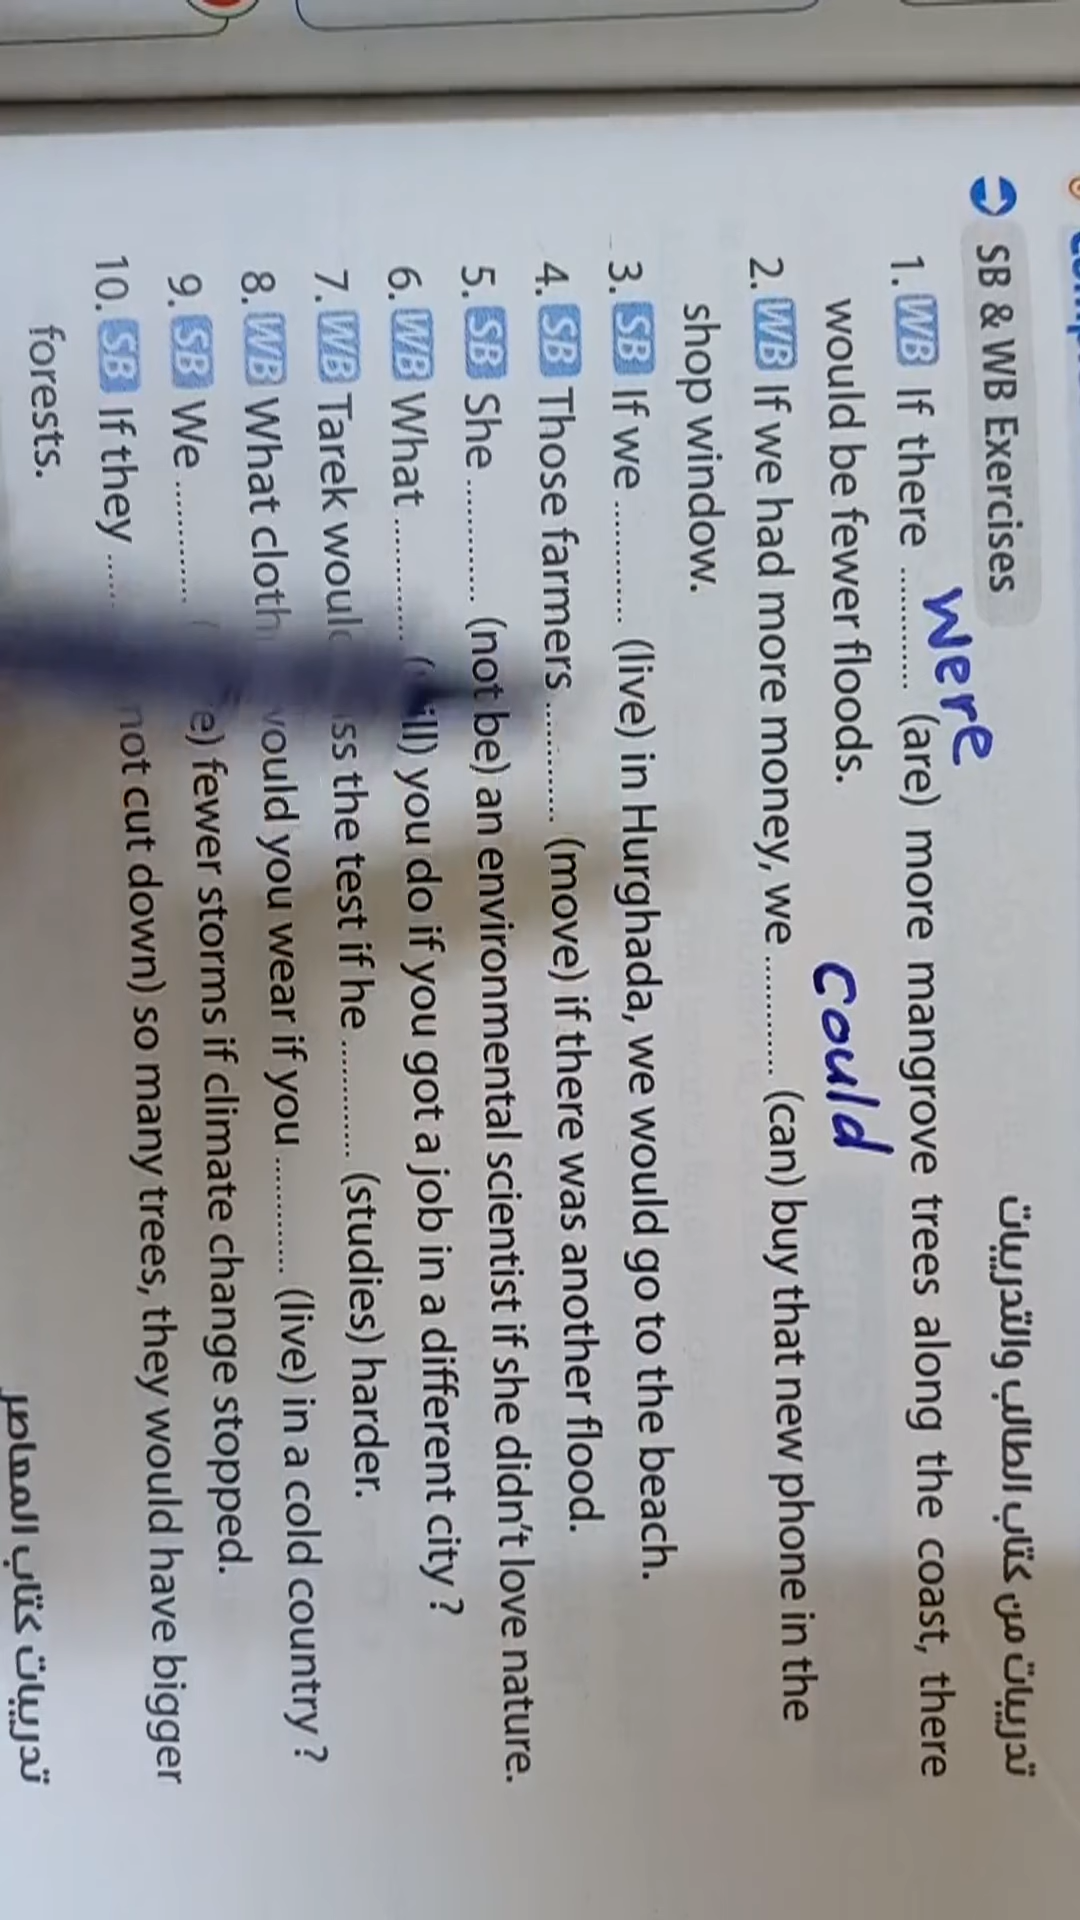 SB & WB Exercises تدريبات من كتاب الطالب والتدريبات
were
1. WB If there ............ (are) more mangrove trees along the coast, there
would be fewer floods.
could
2. WB If we had more money, we ............ (can) buy that new phone in the
shop window.
3. SB If we ............ (live) in Hurghada, we would go to the beach.
4. SB Those farmers ............ (move) if there was another flood.
5. SB She ............ (not be) an environmental scientist if she didn't love nature.
6. WB What ............ you do if you got a job in a different city ?
7. WB Tarek the test if he ............ (studies) harder.
8. WB What would you wear if you ............ (live) in a cold country ?
9. SB We ............ fewer storms if climate change stopped.
10. SB If they ...... not cut down) so many trees, they would have bigger
forests.
تدريبات كتاب المعاصر